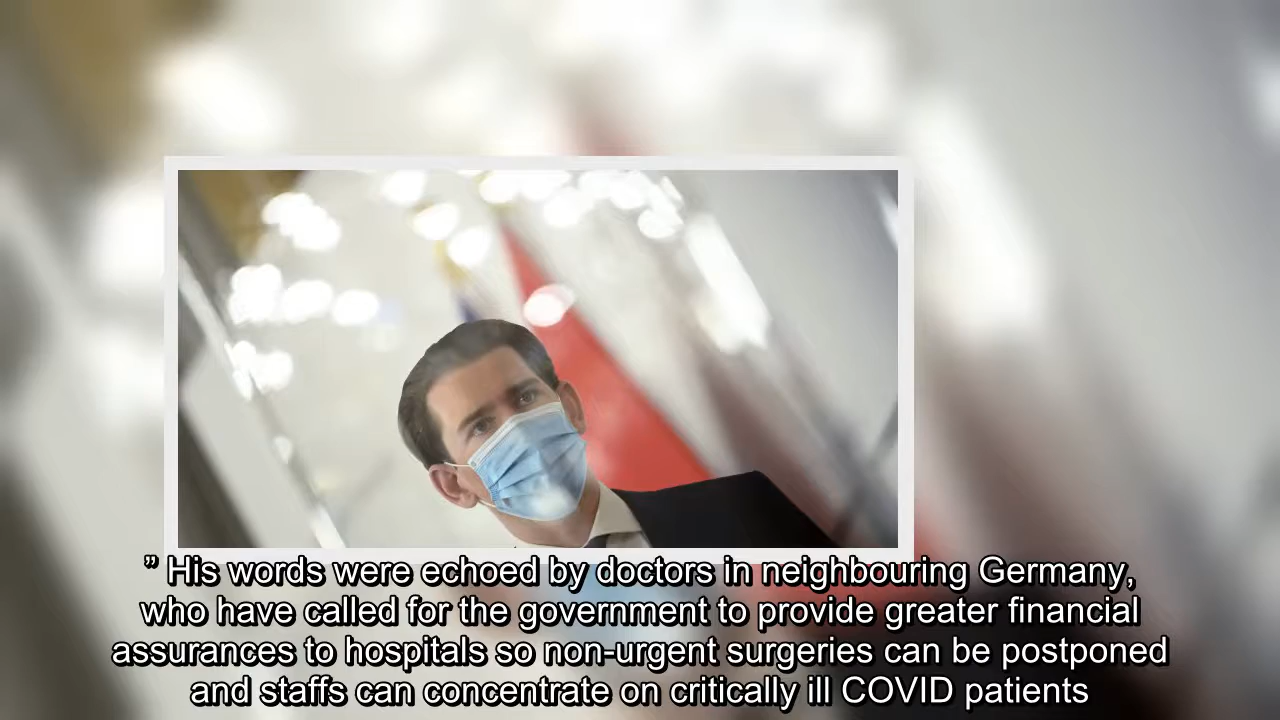 ” His words were echoed by doctors in neighbouring Germany,
who have called for the government to provide greater financial
assurances to hospitals so non-urgent surgeries can be postponed
and staffs can concentrate on critically ill COVID patients